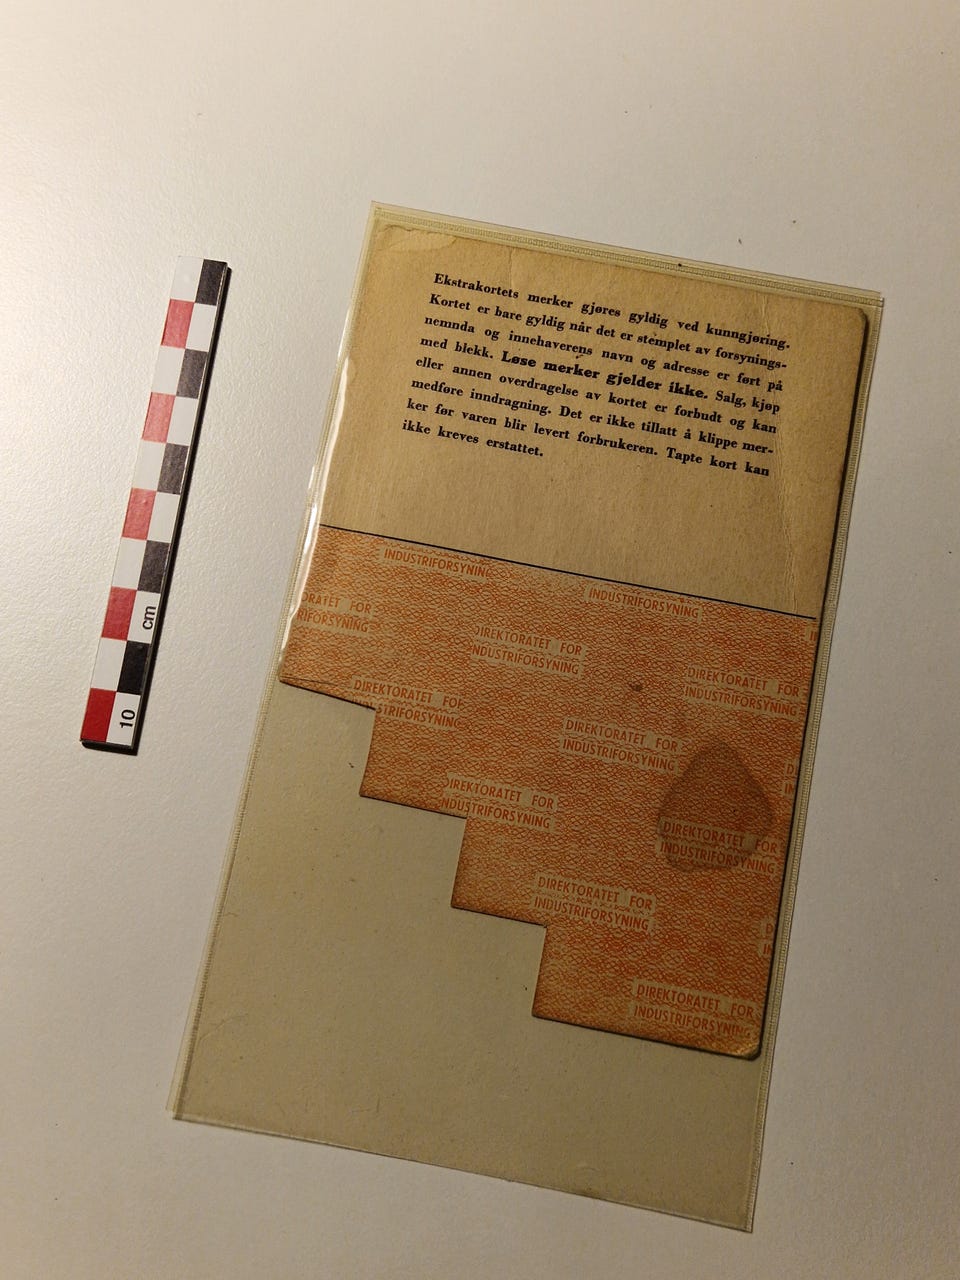 Ekstrakortets merker gjøres gyldig ved kunngjøring.
Kortet er bare gyldig når det er stemplet av forsynings-
nemnda og innehaverens navn og adresse er ført på
med blekk. Løse merker gjelder ikke. Salg, kjøp
eller annen overdragelse av kortet er forbudt og kan
medføre inndragning. Det er ikke tillatt å klippe mer-
ker før varen blir levert forbrukeren. Tapte kort kan
ikke kreves erstattet.
INDUSTRIFORSYNING
INDUSTRIFORSYNING
FOR
DIREKTORATET FOR
INDUSTRIFORSYNING
DIREKTORATET FOR
INDUSTRIFORSYNING
DIREKTORATET FOR
INDUSTRIFORSYNING
DIREKTORATET FOR
INDUSTRIFORSYNING
DIREKTORATET FOR
INDUSTRIFORSYNING
DIREKTORATET FOR
INDUSTRIFORSYNING
DIREKTORATET FOR
INDUSTRIFORSYNING
DIREKTORATET FOR
INDUSTRIFORSYNING
cm
10